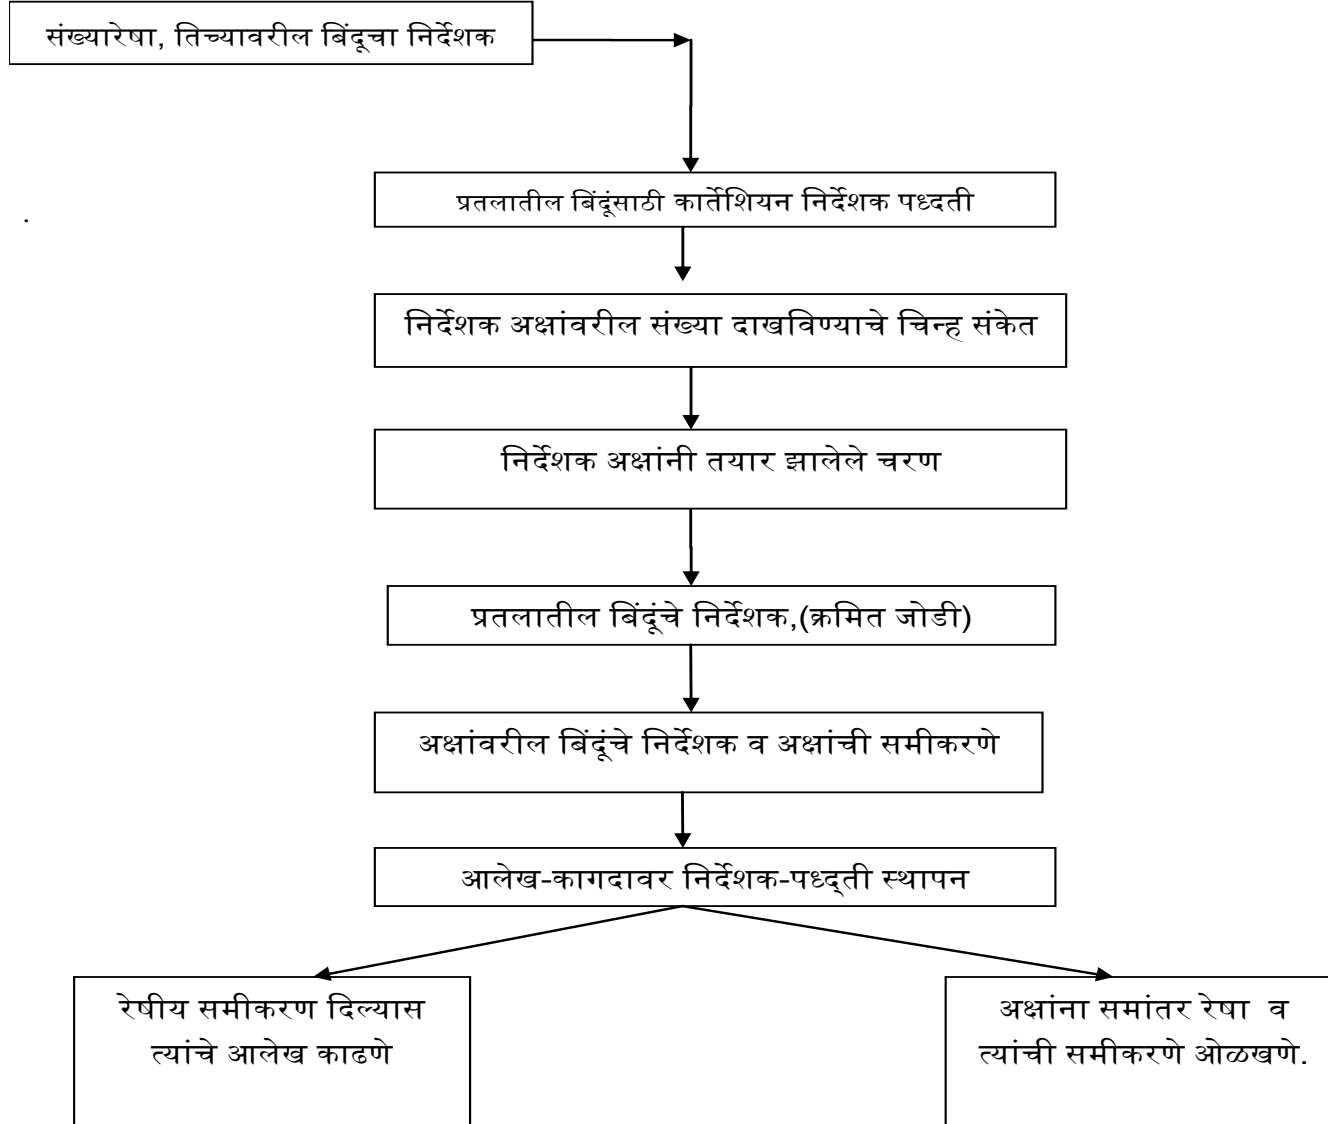 संख्यारेषा, तिच्यावरील बिंदूचा निर्देशक
प्रतलातील बिंदूंसाठी कार्तेशियन निर्देशक पध्दती
.
निर्देशक अक्षांवरील संख्या दाखविण्याचे चिन्ह संकेत
निर्देशक अक्षांनी तयार झालेले चरण
प्रतलातील बिंदूंचे निर्देशक,(क्रमित जोडी)
अक्षांवरील बिंदूंचे निर्देशक व अक्षांची समीकरणे
आलेख-कागदावर निर्देशक-पध्द्ती स्थापन
रेषीय समीकरण दिल्यास
त्यांचे आलेख काढणे
अक्षांना समांतर रेषा व
त्यांची समीकरणे ओळखणे.